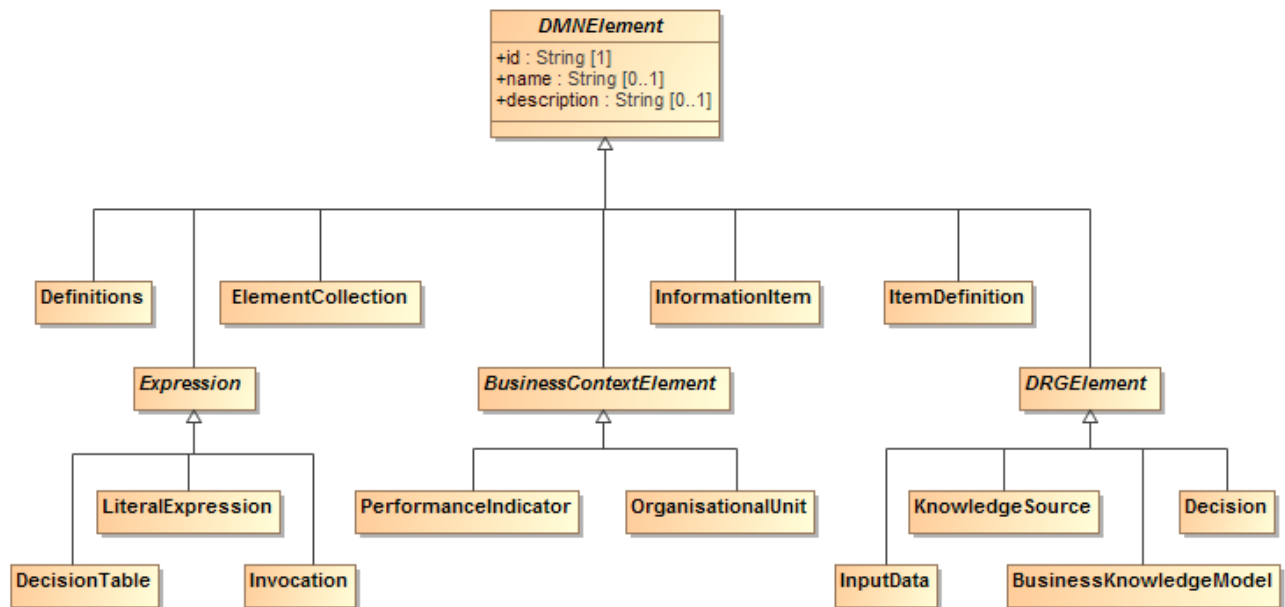 DMNElement
+id : String [1]
+name : String [0..1]
+description : String [0..1]
Definitions
ElementCollection
InformationItem
ItemDefinition
Expression
BusinessContextElement
DRGElement
LiteralExpression
PerformanceIndicator
OrganisationalUnit
KnowledgeSource
Decision
DecisionTable
Invocation
InputData
BusinessKnowledgeModel